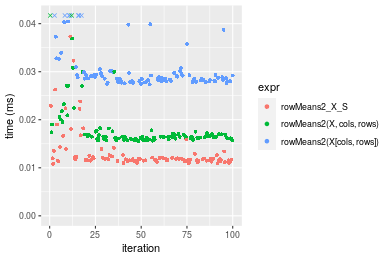 0.04
0.03
0.02
0.01
0.00
0
25
50
75
100
iteration
time (ms)
expr
rowMeans2_X_S
rowMeans2(X, cols, rows)
rowMeans2(X[cols, rows])